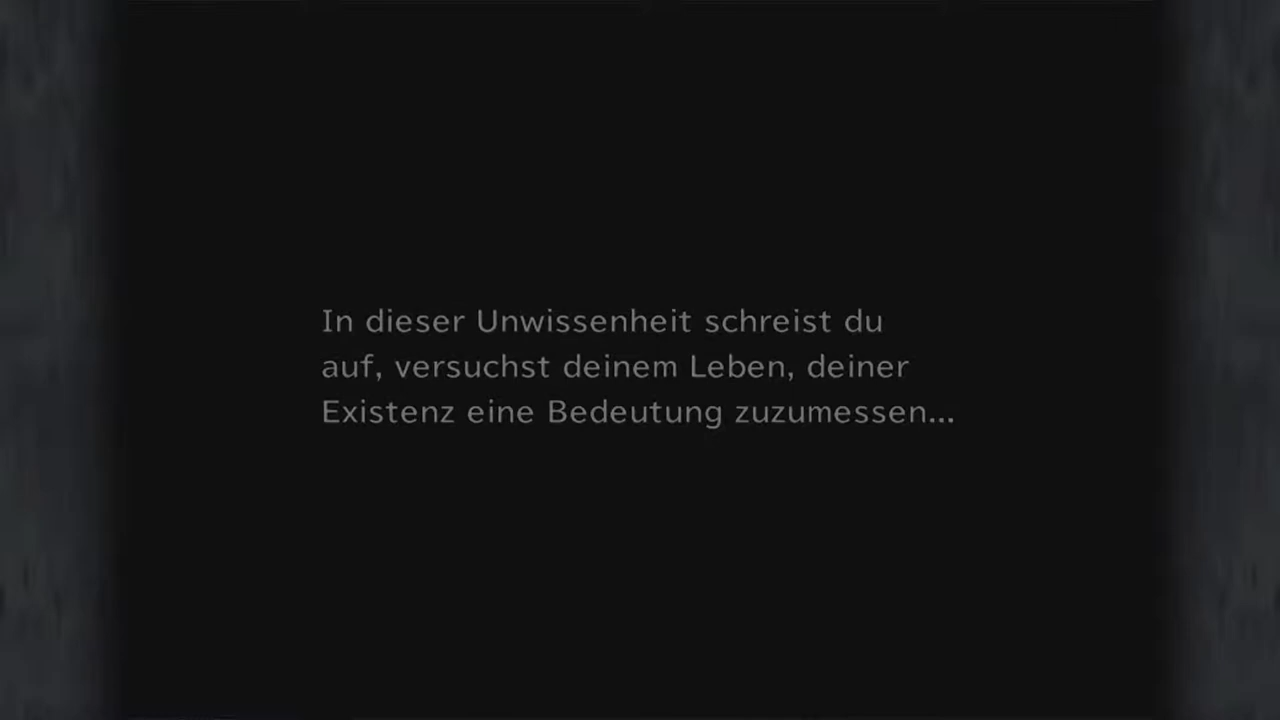 In dieser Unwissenheit schreist du
auf, versuchst deinem Leben, deiner
Existenz eine Bedeutung zuzumessen...